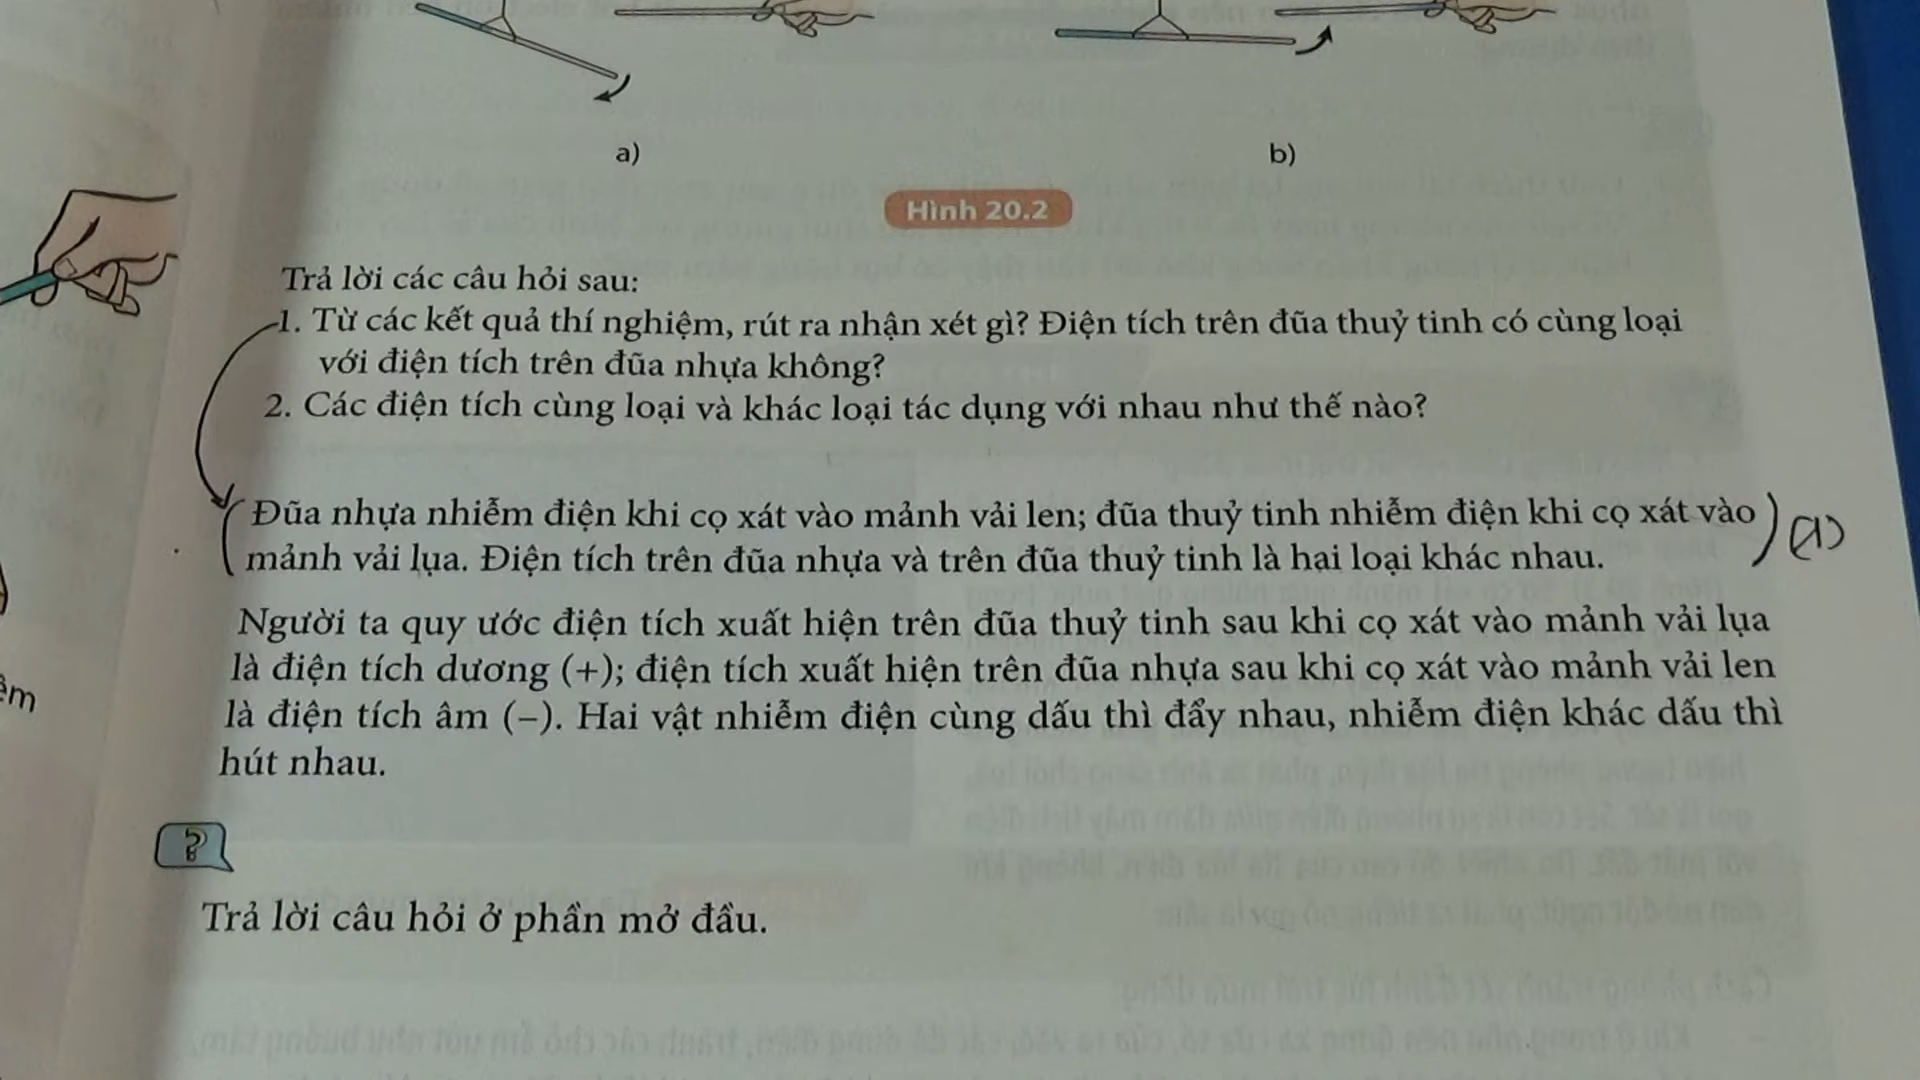 a)
b)
Hình 20.2
Trả lời các câu hỏi sau:
1. Từ các kết quả thí nghiệm, rút ra nhận xét gì? Điện tích trên đũa thuỷ tinh có cùng loại
với điện tích trên đũa nhựa không?
2. Các điện tích cùng loại và khác loại tác dụng với nhau như thế nào?
Đũa nhựa nhiễm điện khi cọ xát vào mảnh vải len; đũa thuỷ tinh nhiễm điện khi cọ xát vào
mảnh vải lụa. Điện tích trên đũa nhựa và trên đũa thuỷ tinh là hai loại khác nhau.
(1)
Người ta quy ước điện tích xuất hiện trên đũa thuỷ tinh sau khi cọ xát vào mảnh vải lụa
là điện tích dương (+); điện tích xuất hiện trên đũa nhựa sau khi cọ xát vào mảnh vải len
là điện tích âm (–). Hai vật nhiễm điện cùng dấu thì đẩy nhau, nhiễm điện khác dấu thì
hút nhau.
?
Trả lời câu hỏi ở phần mở đầu.